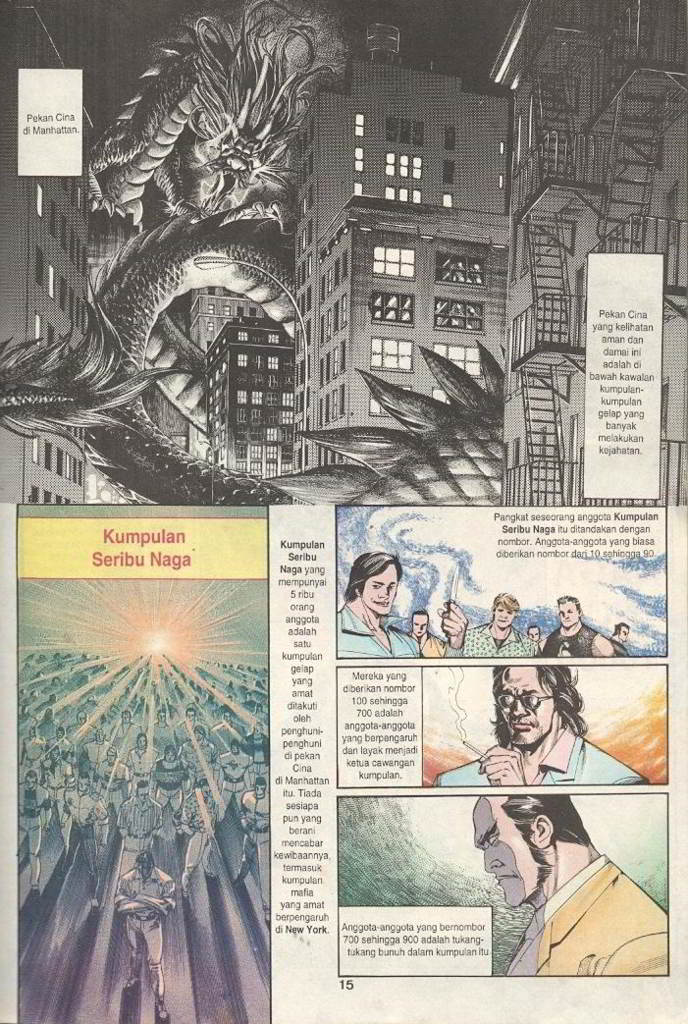 Pekan Cina
di Manhattan.
Pekan Cina
yang kelihatan
aman dan
damai ini
adalah di
bawah kawalan
kumpulan-
kumpulan
gelap yang
banyak
melakukan
kejahatan.
Kumpulan
Seribu Naga
Kumpulan
Seribu
Naga yang
mempunyai
5 ribu
orang
anggota
adalah
satu
kumpulan
gelap
yang
amat
ditakuti
oleh
penghuni-
penghuni
di pekan
Cina
di Manhattan
itu. Tiada
sesiapa
pun yang
berani
mencabar
kewibaannya,
termasuk
kumpulan
mafia
yang amat
berpengaruh
di New York.
Pangkat seseorang anggota Kumpulan
Seribu Naga itu ditandakan dengan
nombor. Anggota-anggota yang biasa
diberikan nombor dari 10 sehingga 90.
Mereka yang
diberikan nombor
100 sehingga
700 adalah
anggota-anggota
yang berpengaruh
dan layak menjadi
ketua cawangan
kumpulan.
Anggota-anggota yang bernombor
700 sehingga 900 adalah tukang-
tukang bunuh dalam kumpulan itu
15